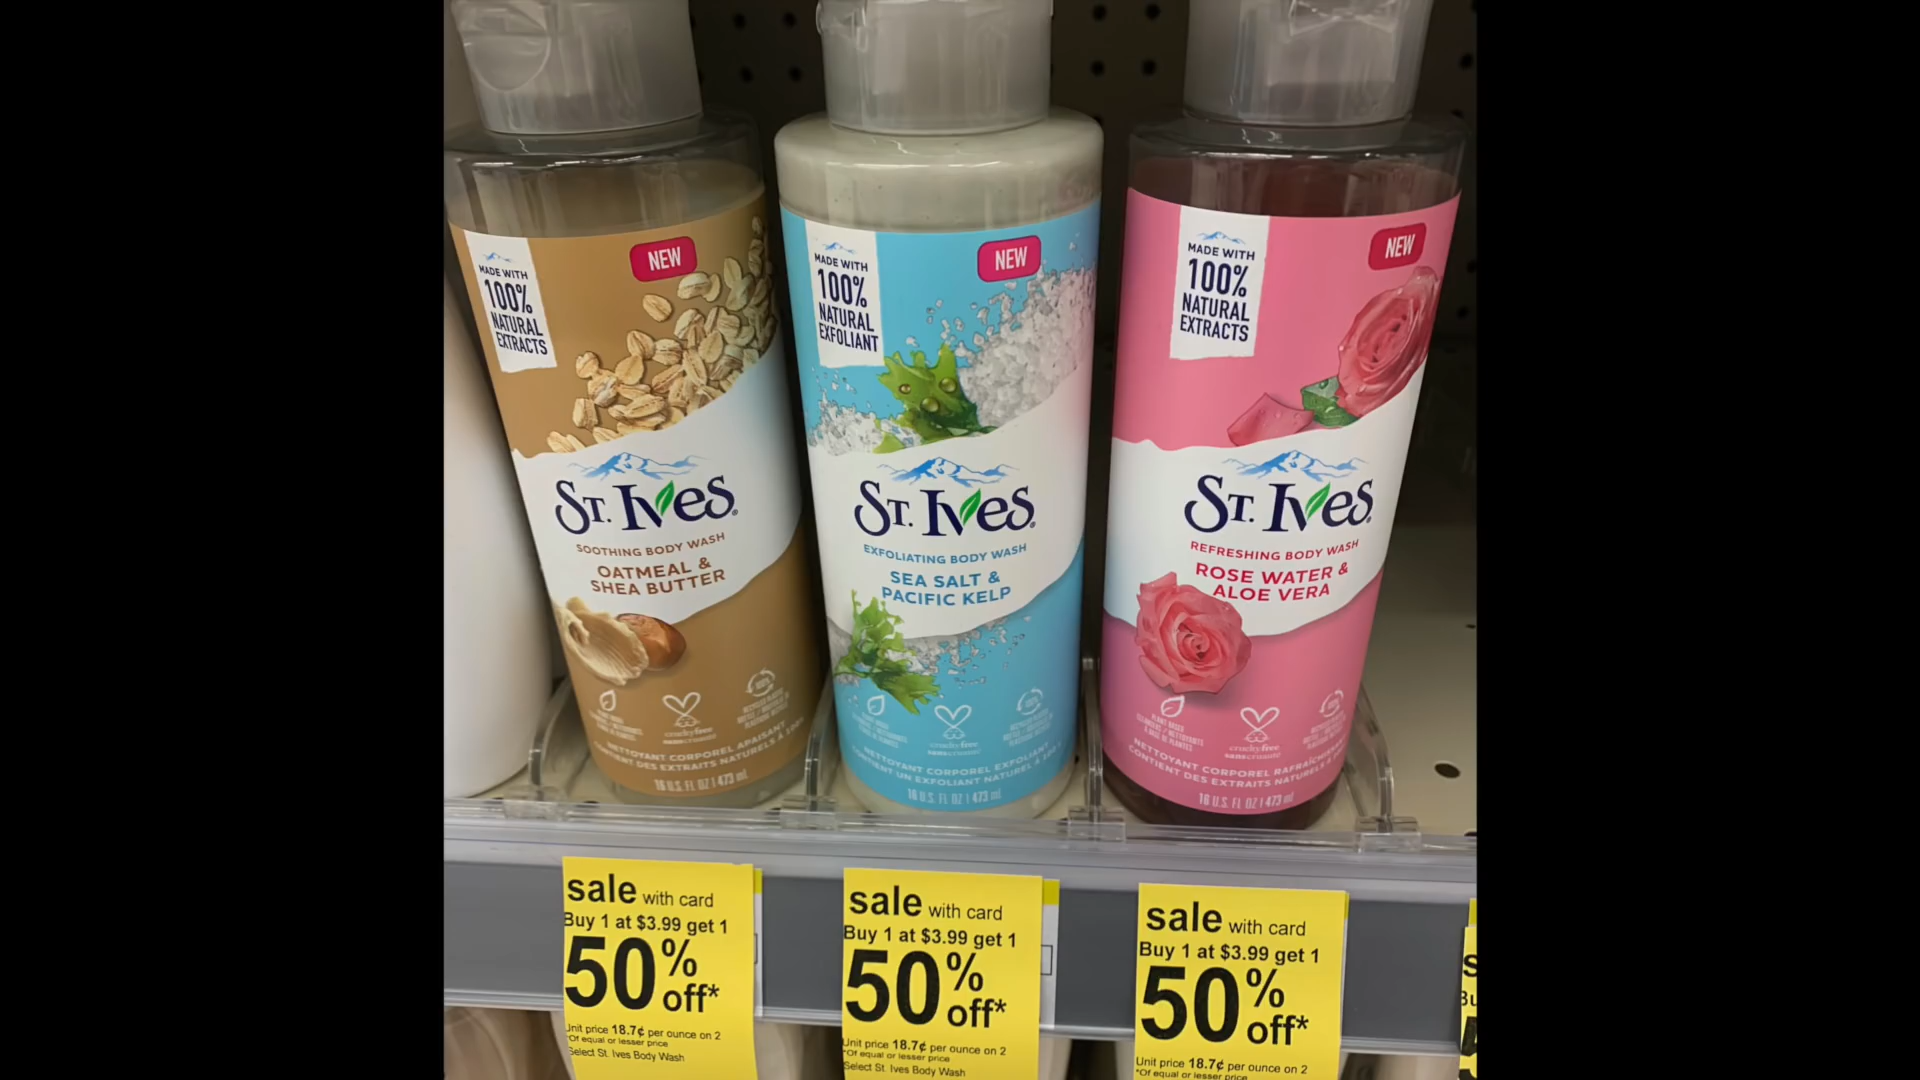 MADE WITH
100%
NATURAL
EXTRACTS
NEW
ST. IVES
SOOTHING BODY WASH
OATMEAL &
SHEA BUTTER
cruelty free
NETTOYANT CORPOREL APAISANT
CONTIENT DES EXTRAITS NATURELS À 100%
16 U.S. FL OZ | 473 ml
MADE WITH
100%
NATURAL
EXFOLIANT
NEW
ST. IVES
EXFOLIATING BODY WASH
SEA SALT &
PACIFIC KELP
cruelty free
NETTOYANT CORPOREL EXFOLIANT
CONTIENT UN EXFOLIANT NATUREL À 100
16 U.S. FL OZ | 473 ml
MADE WITH
100%
NATURAL
EXTRACTS
NEW
ST. IVES
REFRESHING BODY WASH
ROSE WATER &
ALOE VERA
PLANT BASED
cruelty free
NETTOYANT CORPOREL
CONTIENT DES EXTRAITS NATURELS À
16 U.S. FL OZ | 473 ml
sale with card
Buy 1 at $3.99 get 1
50%
off*
Unit price 18.7¢ per ounce on 2
*Of equal or lesser price
Select St. Ives Body Wash
sale with card
Buy 1 at $3.99 get 1
50%
off*
Unit price 18.7¢ per ounce on 2
*Of equal or lesser price
Select St. Ives Body Wash
sale with card
Buy 1 at $3.99 get 1
50%
off*
Unit price 18.7¢ per ounce on 2
*Of equal or lesser price